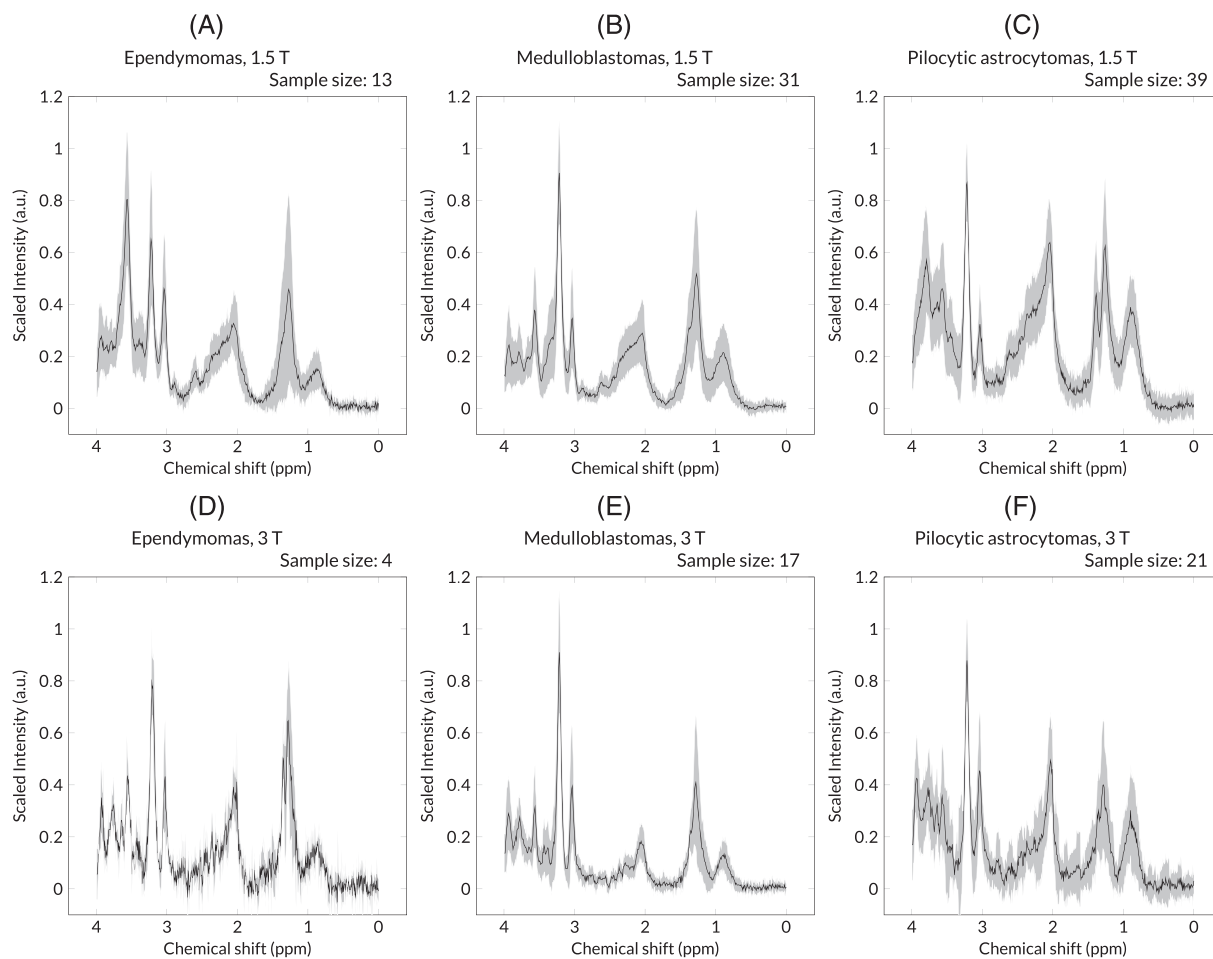 (A)
Ependymomas, 1.5 T
Sample size: 13
1.2
1
0.8
0.6
0.4
0.2
0
Scaled Intensity (a.u.)
4 3 2 1 0
Chemical shift (ppm)
(B)
Medulloblastomas, 1.5 T
Sample size: 31
1.2
1
0.8
0.6
0.4
0.2
0
Scaled Intensity (a.u.)
4 3 2 1 0
Chemical shift (ppm)
(C)
Pilocytic astrocytomas, 1.5 T
Sample size: 39
1.2
1
0.8
0.6
0.4
0.2
0
Scaled Intensity (a.u.)
4 3 2 1 0
Chemical shift (ppm)
(D)
Ependymomas, 3 T
Sample size: 4
1.2
1
0.8
0.6
0.4
0.2
0
Scaled Intensity (a.u.)
4 3 2 1 0
Chemical shift (ppm)
(E)
Medulloblastomas, 3 T
Sample size: 17
1.2
1
0.8
0.6
0.4
0.2
0
Scaled Intensity (a.u.)
4 3 2 1 0
Chemical shift (ppm)
(F)
Pilocytic astrocytomas, 3 T
Sample size: 21
1.2
1
0.8
0.6
0.4
0.2
0
Scaled Intensity (a.u.)
4 3 2 1 0
Chemical shift (ppm)